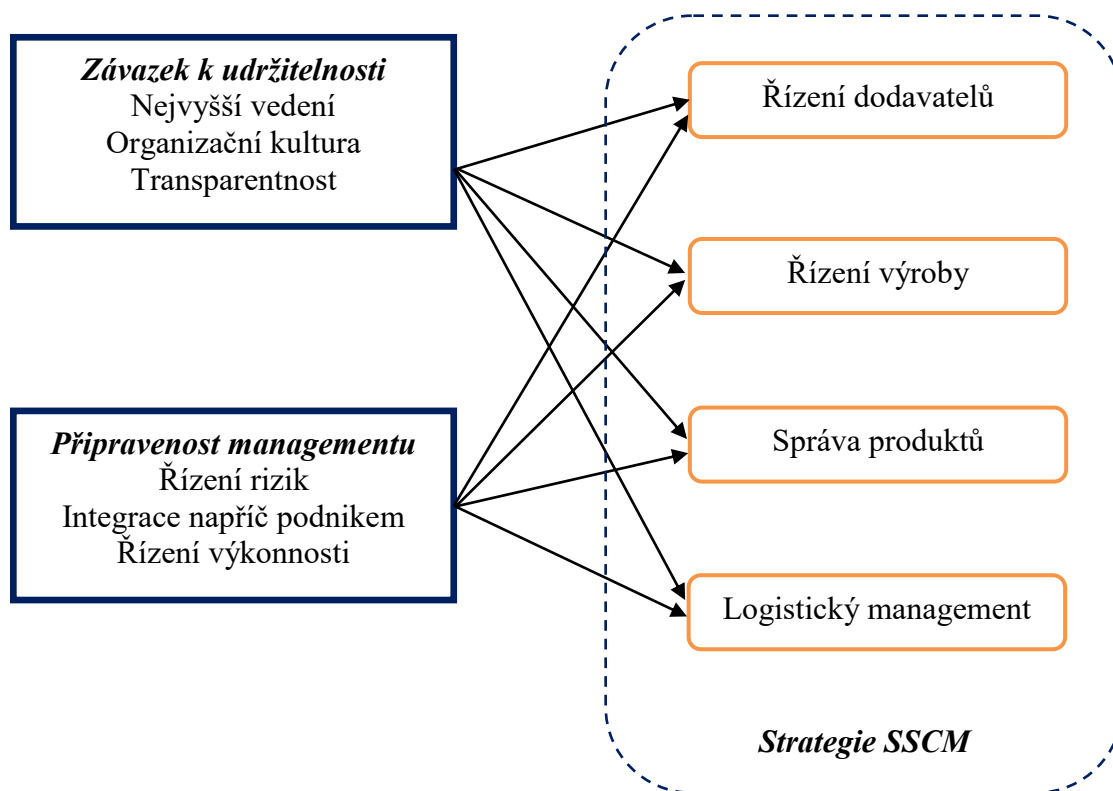 Závazek k udržitelnosti
Nejvyšší vedení
Organizační kultura
Transparentnost
Připravenost managementu
Řízení rizik
Integrace napříč podnikem
Řízení výkonnosti
Řízení dodavatelů
Řízení výroby
Správa produktů
Logistický management
Strategie SSCM